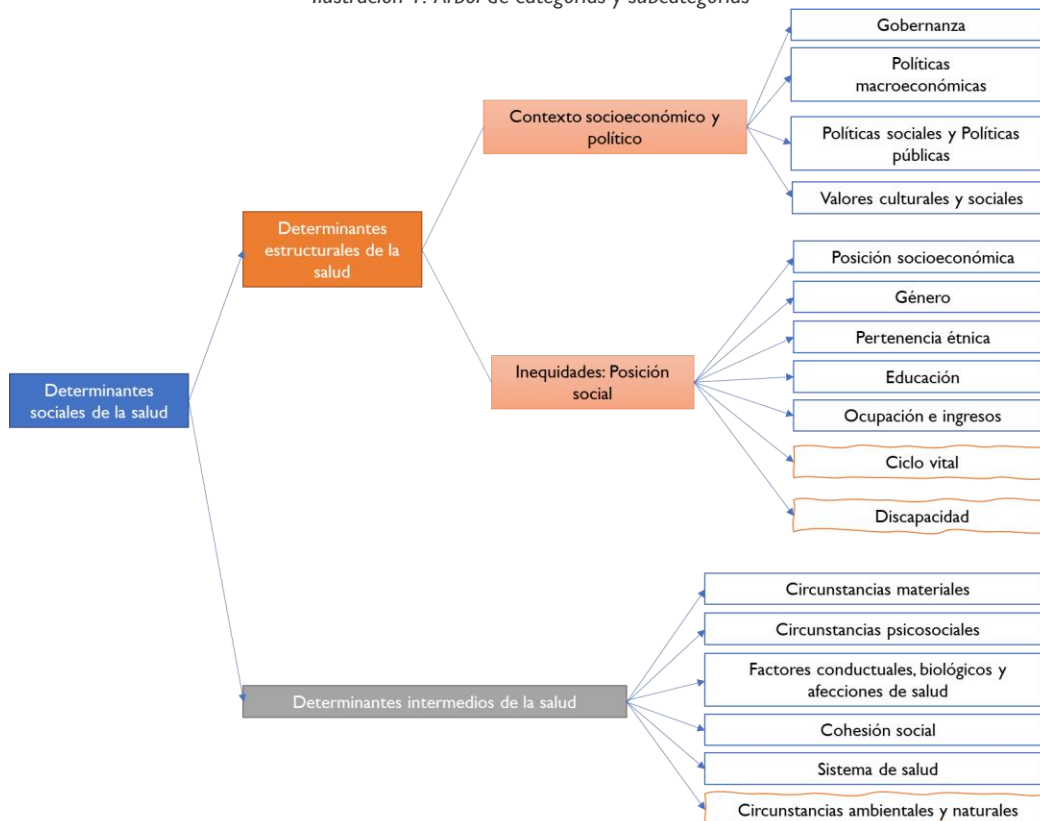 Ilustración 1. Árbol de categorías y subcategorías
Gobernanza
Políticas
macroeconómicas
Contexto socioeconómico y
político
Políticas sociales y Políticas
públicas
Valores culturales y sociales
Determinantes
estructurales de la
salud
Posición socioeconómica
Género
Pertenencia étnica
Inequidades: Posición
social
Educación
Determinantes
sociales de la salud
Ocupación e ingresos
Ciclo vital
Discapacidad
Circunstancias materiales
Circunstancias psicosociales
Factores conductuales, biológicos y
afecciones de salud
Determinantes intermedios de la salud
Cohesión social
Sistema de salud
Circunstancias ambientales y naturales